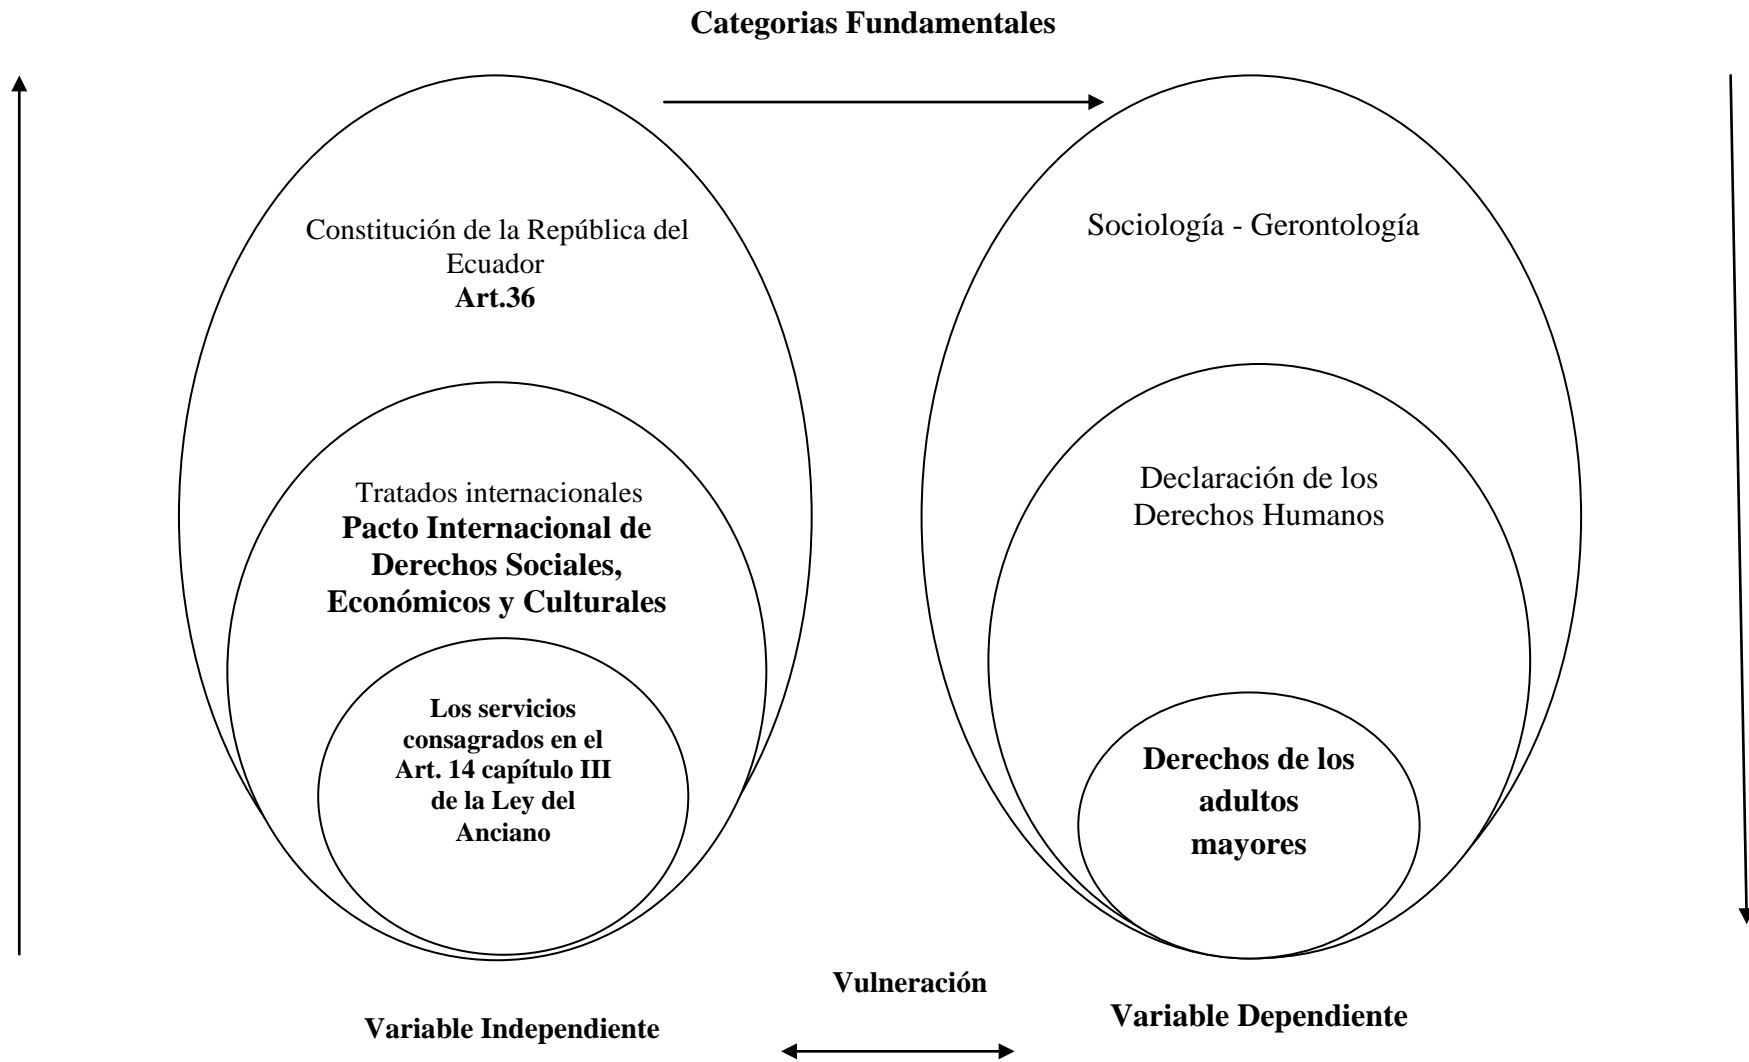 Categorias Fundamentales
Constitución de la República del
Ecuador
Art.36
Tratados internacionales
Pacto Internacional de
Derechos Sociales,
Económicos y Culturales
Los servicios
consagrados en el
Art. 14 capítulo III
de la Ley del
Anciano
Sociología - Gerontología
Declaración de los
Derechos Humanos
Derechos de los
adultos
mayores
Vulneración
Variable Independiente
Variable Dependiente